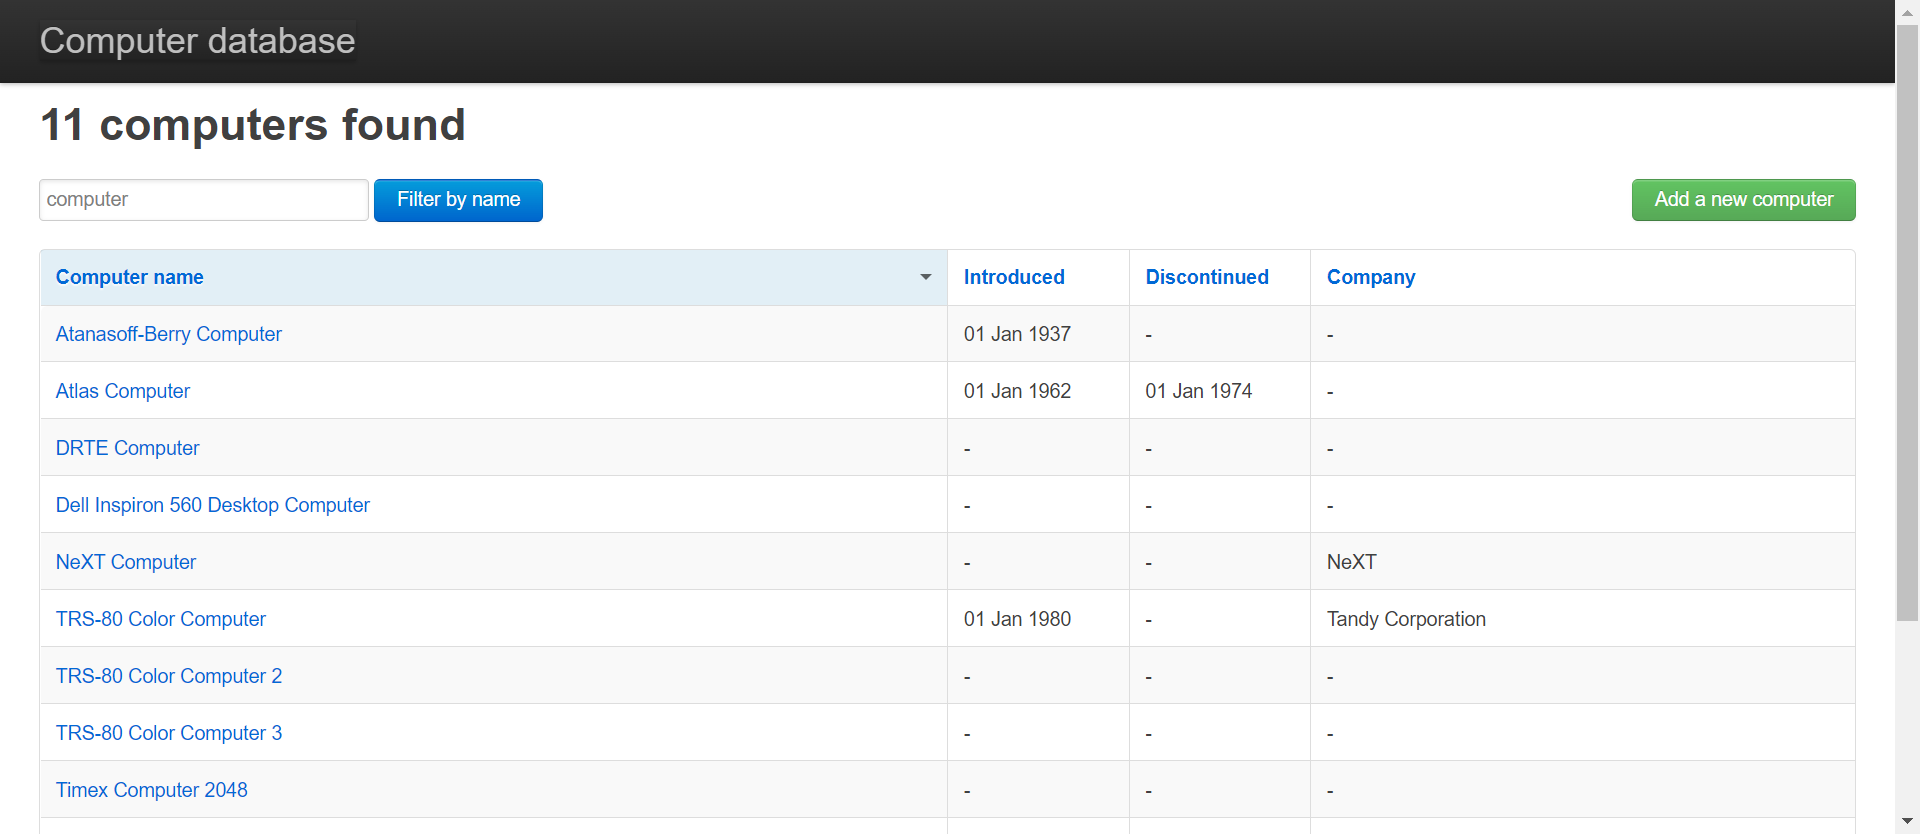 Computer database
11 computers found
computer Filter by name Add a new computer
Computer name Introduced Discontinued Company
Atanasoff-Berry Computer 01 Jan 1937 - -
Atlas Computer 01 Jan 1962 01 Jan 1974 -
DRTE Computer - - -
Dell Inspiron 560 Desktop Computer - - -
NeXT Computer - - NeXT
TRS-80 Color Computer 01 Jan 1980 - Tandy Corporation
TRS-80 Color Computer 2 - - -
TRS-80 Color Computer 3 - - -
Timex Computer 2048 - - -